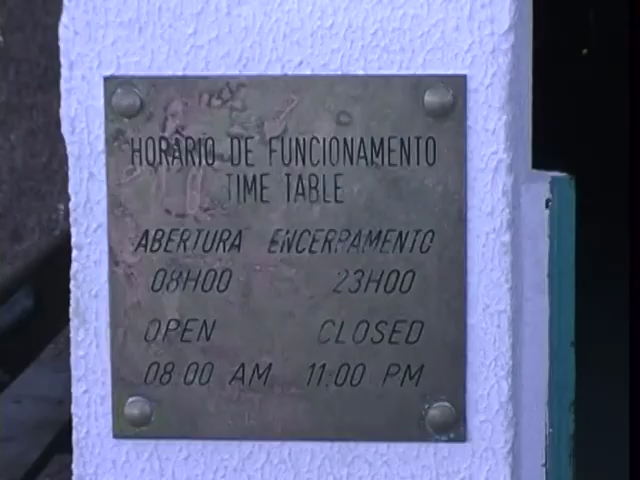 HORARIO DE FUNCIONAMENTO
TIME TABLE
ABERTURA ENCERRAMENTO
08H00 23H00
OPEN CLOSED
08:00 AM 11:00 PM